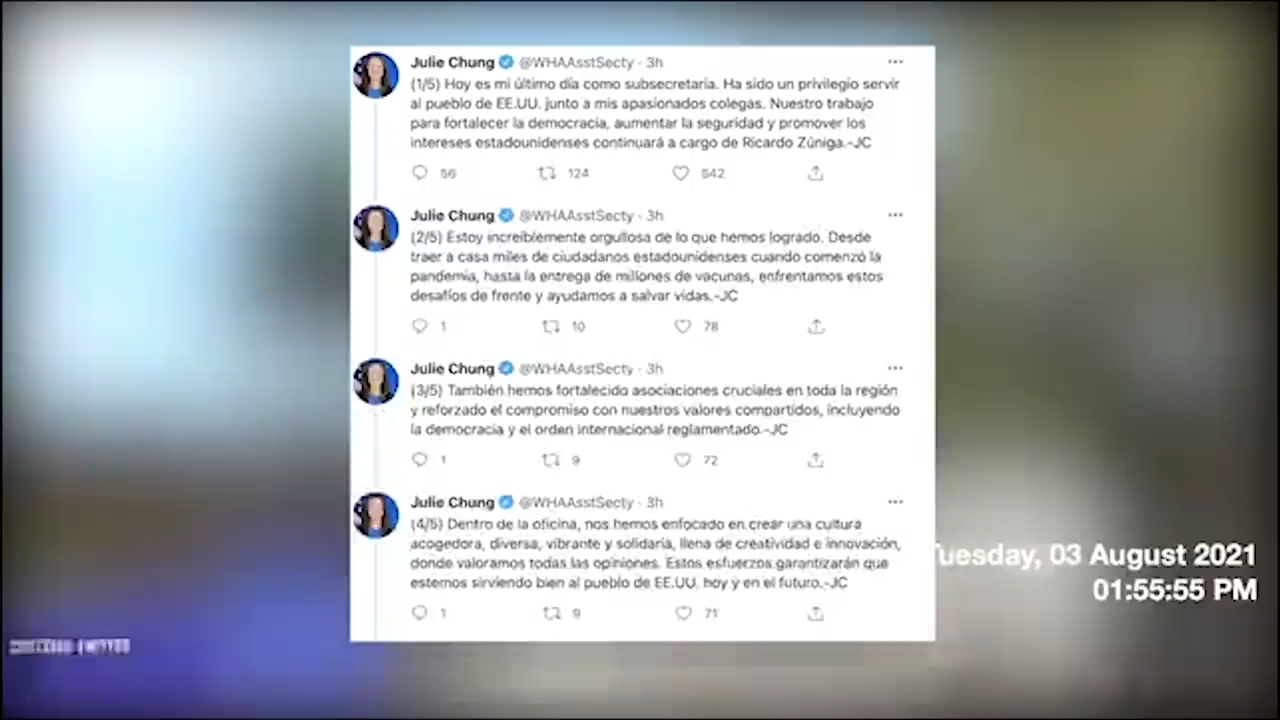 Julie Chung @WHAAsstSecty · 3h
(1/5) Hoy es mi último día como subsecretaria. Ha sido un privilegio servir
al pueblo de EE.UU. junto a mis apasionados colegas. Nuestro trabajo
para fortalecer la democracia, aumentar la seguridad y promover los
intereses estadounidenses continuará a cargo de Ricardo Zúniga.-JC
56 124 542
Julie Chung @WHAAsstSecty · 3h
(2/5) Estoy increíblemente orgullosa de lo que hemos logrado. Desde
traer a casa miles de ciudadanos estadounidenses cuando comenzó la
pandemia, hasta la entrega de millones de vacunas, enfrentamos estos
desafíos de frente y ayudamos a salvar vidas.-JC
1 10 78
Julie Chung @WHAAsstSecty · 3h
(3/5) También hemos fortalecido asociaciones cruciales en toda la región
y reforzado el compromiso con nuestros valores compartidos, incluyendo
la democracia y el orden internacional reglamentado.-JC
1 9 72
Julie Chung @WHAAsstSecty · 3h
(4/5) Dentro de la oficina, nos hemos enfocado en crear una cultura
acogedora, diversa, vibrante y solidaria, llena de creatividad e innovación,
donde valoramos todas las opiniones. Estos esfuerzos garantizarán que
estemos sirviendo bien al pueblo de EE.UU. hoy y en el futuro.-JC
1 9 71
Tuesday, 03 August 2021
01:55:55 PM